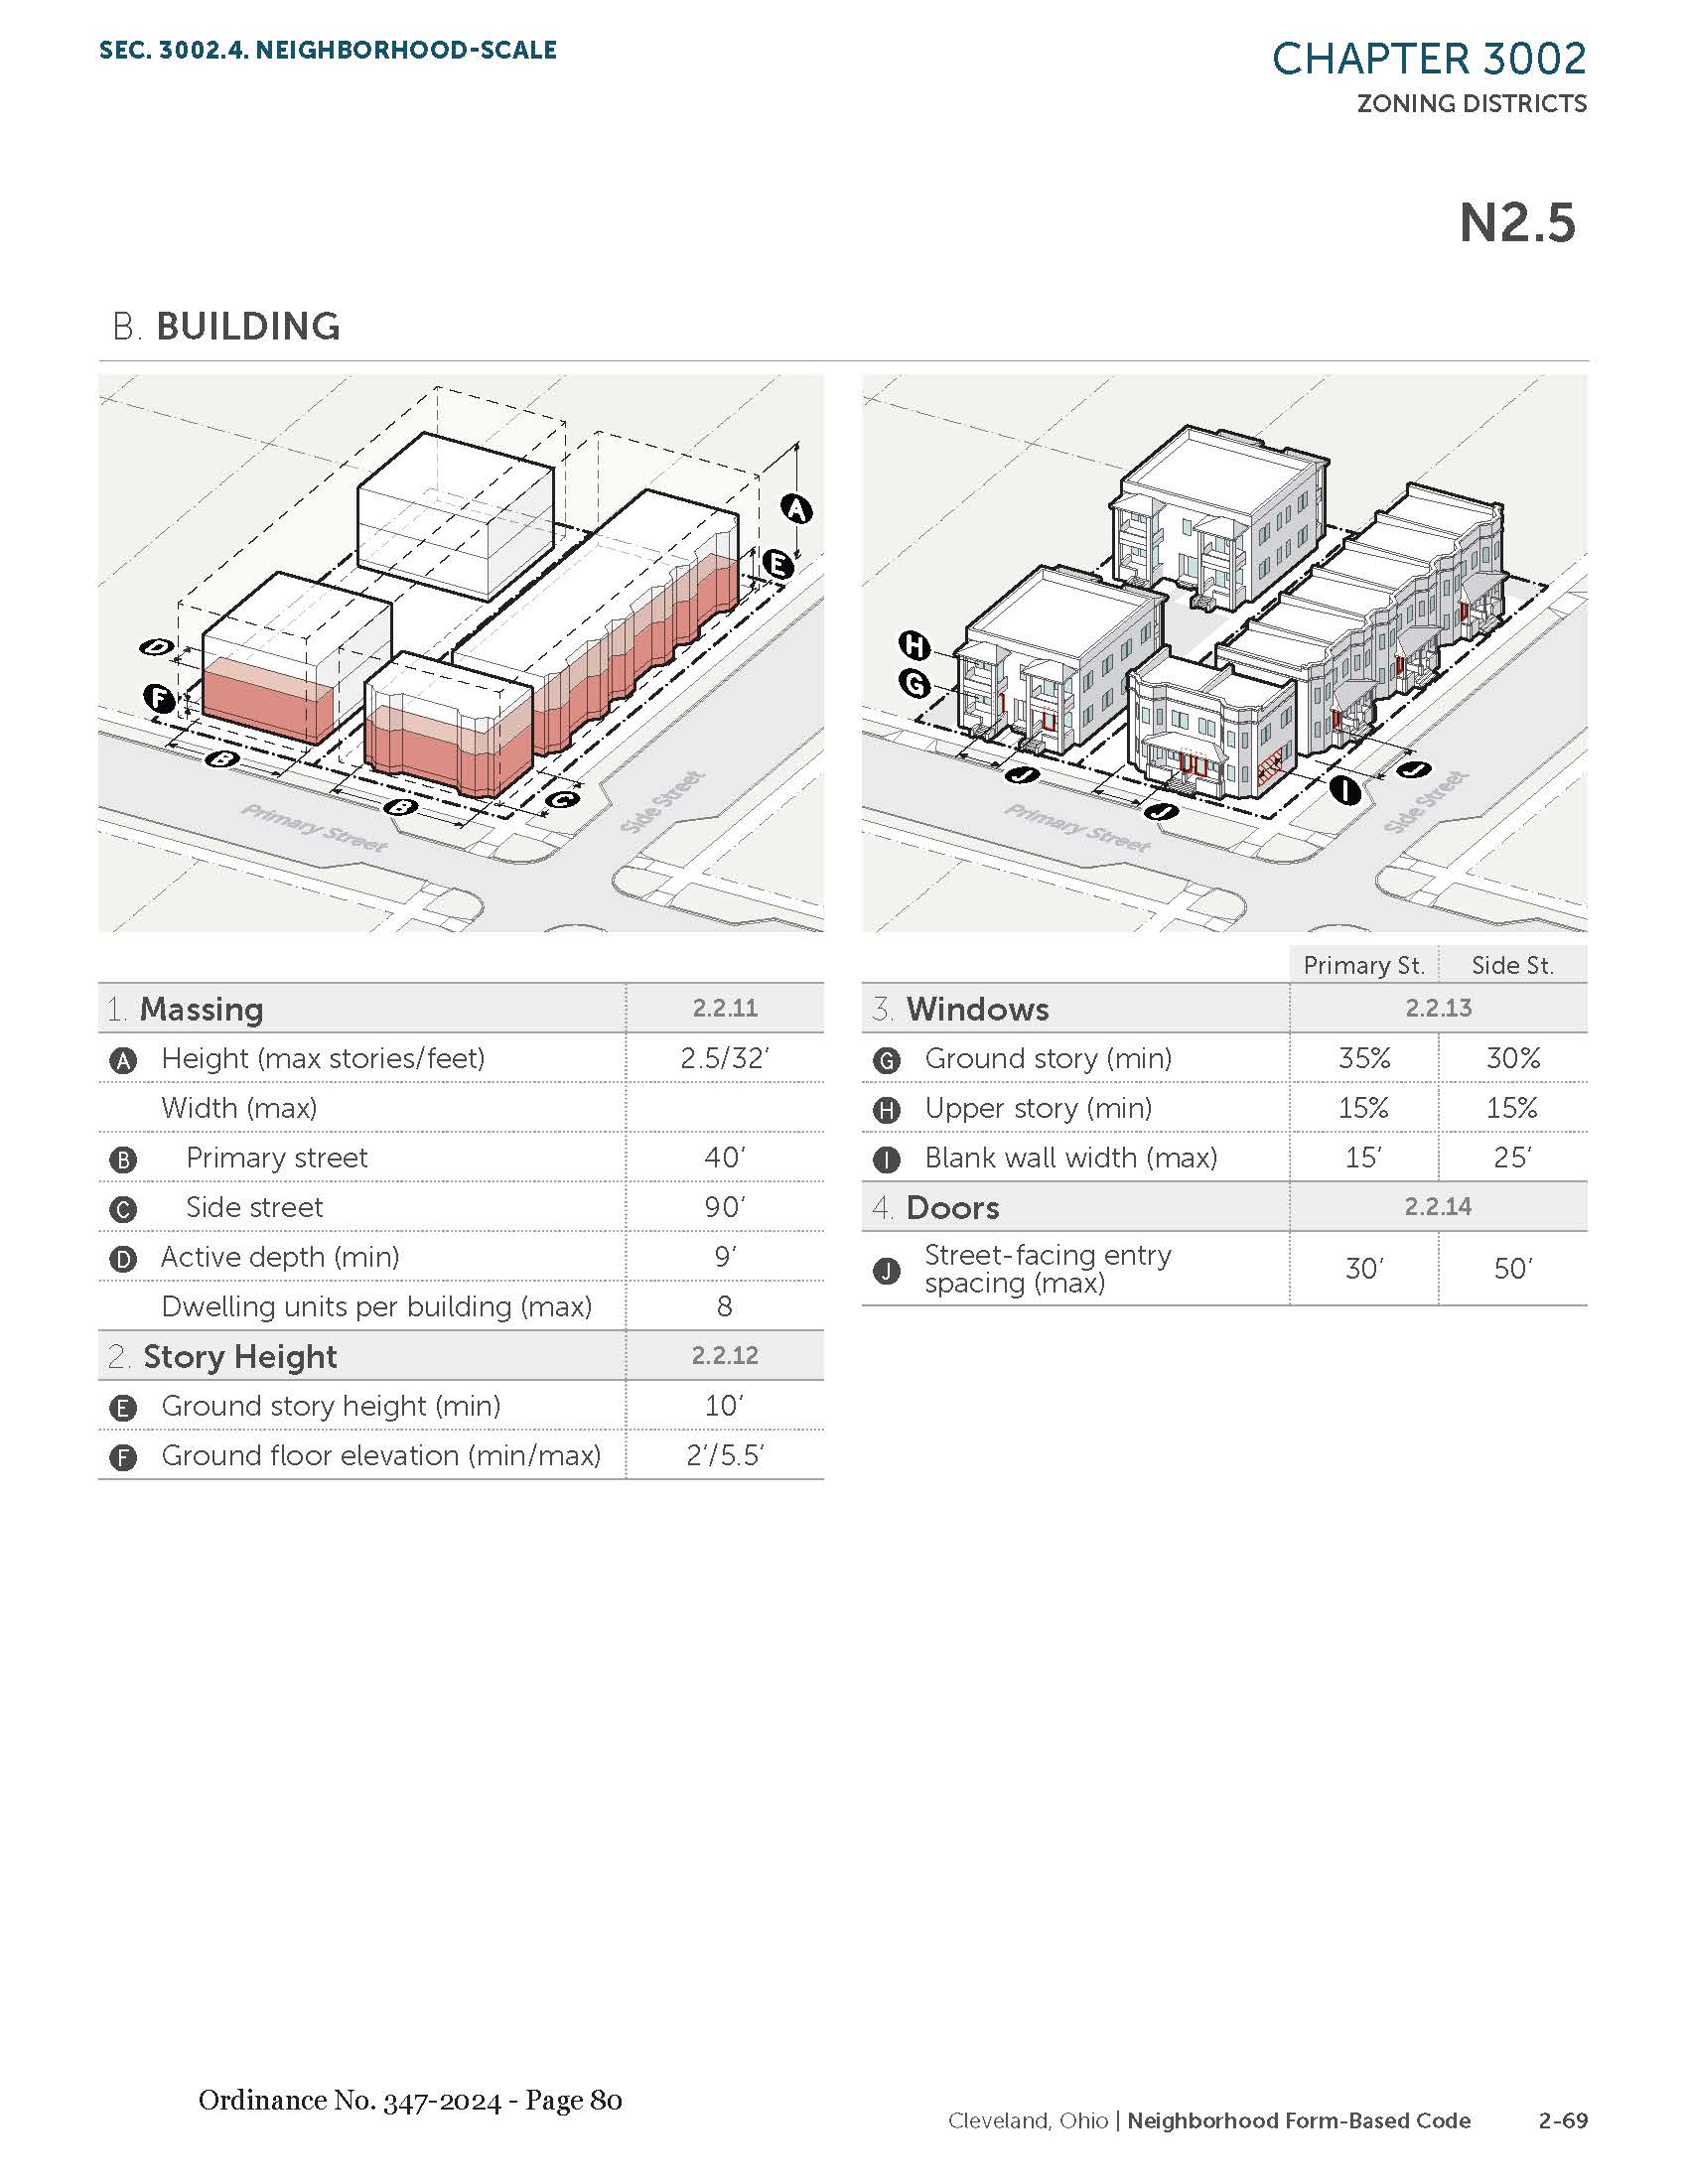 SEC. 3002.4. NEIGHBORHOOD-SCALE
CHAPTER 3002
ZONING DISTRICTS
N2.5
B. BUILDING
A
E
D
F
B
B
C
Primary Street
Side Street
H
G
J
J
J
I
Primary Street
Side Street
1. Massing 2.2.11
A Height (max stories/feet) 2.5/32′
Width (max)
B Primary street 40′
C Side street 90′
D Active depth (min) 9′
Dwelling units per building (max) 8
2. Story Height 2.2.12
E Ground story height (min) 10′
F Ground floor elevation (min/max) 2′/5.5′
Primary St. Side St.
3. Windows 2.2.13
G Ground story (min) 35% 30%
H Upper story (min) 15% 15%
I Blank wall width (max) 15′ 25′
4. Doors 2.2.14
J Street-facing entry
spacing (max) 30′ 50′
Ordinance No. 347-2024 - Page 80
Cleveland, Ohio | Neighborhood Form-Based Code 2-69